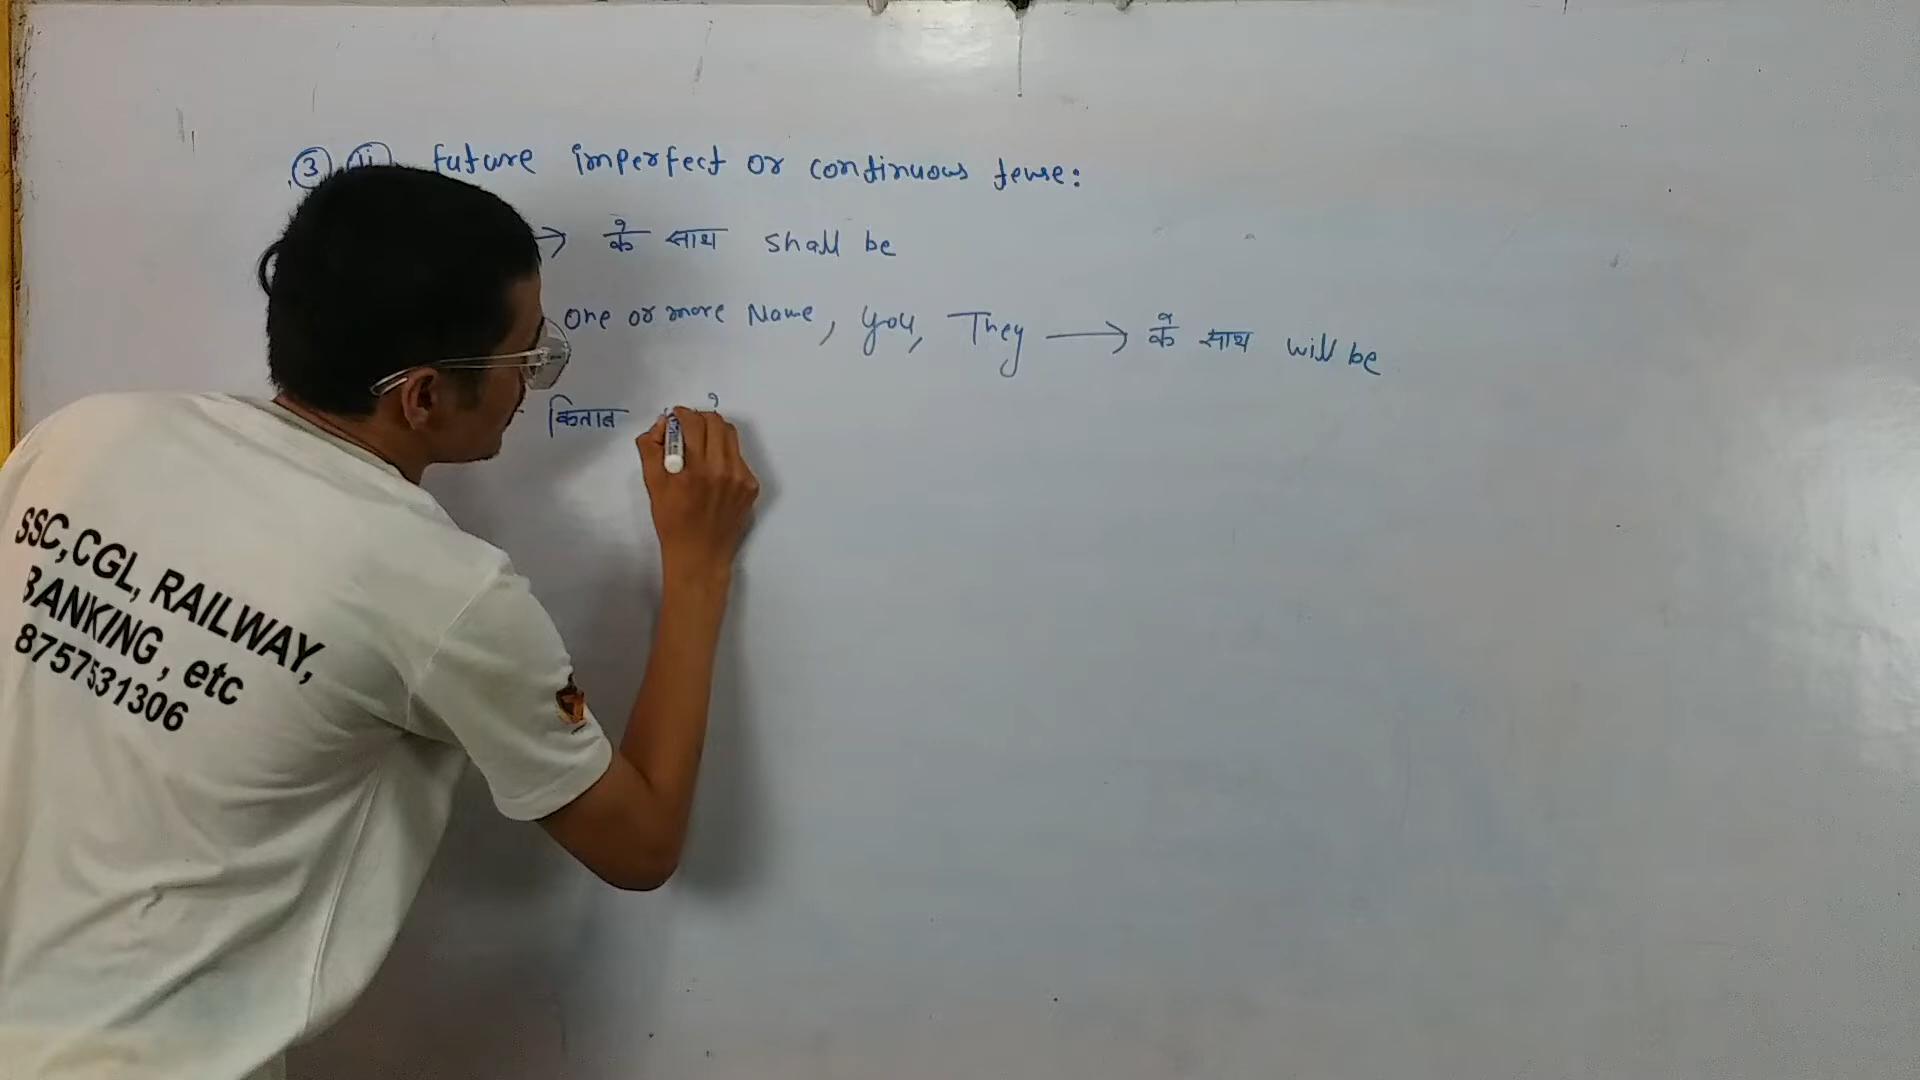 ③ ii future imperfect or continuous tense:
→ के साथ shall be
One or more Name, you, They → के साथ will be
किताब
SSC, CGL, RAILWAY,
BANKING, etc
8757531306